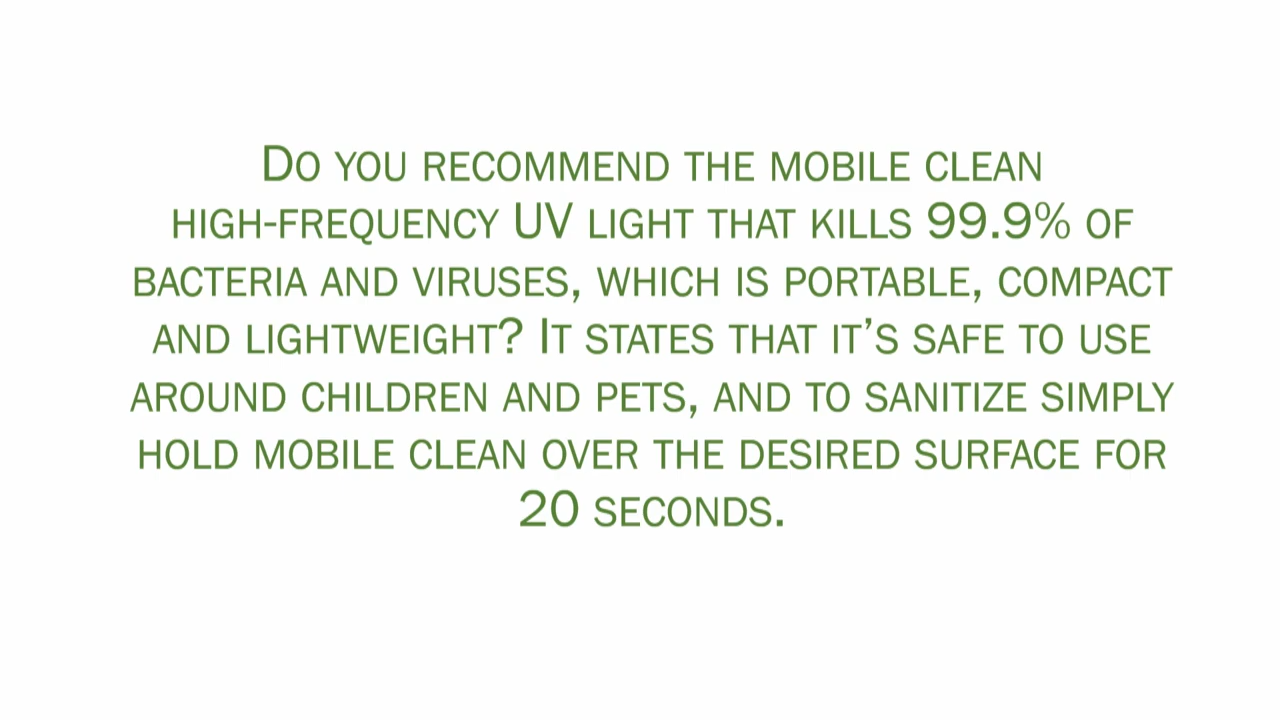 Do you recommend the mobile clean
high-frequency UV light that kills 99.9% of
bacteria and viruses, which is portable, compact
and lightweight? It states that it’s safe to use
around children and pets, and to sanitize simply
hold mobile clean over the desired surface for
20 seconds.